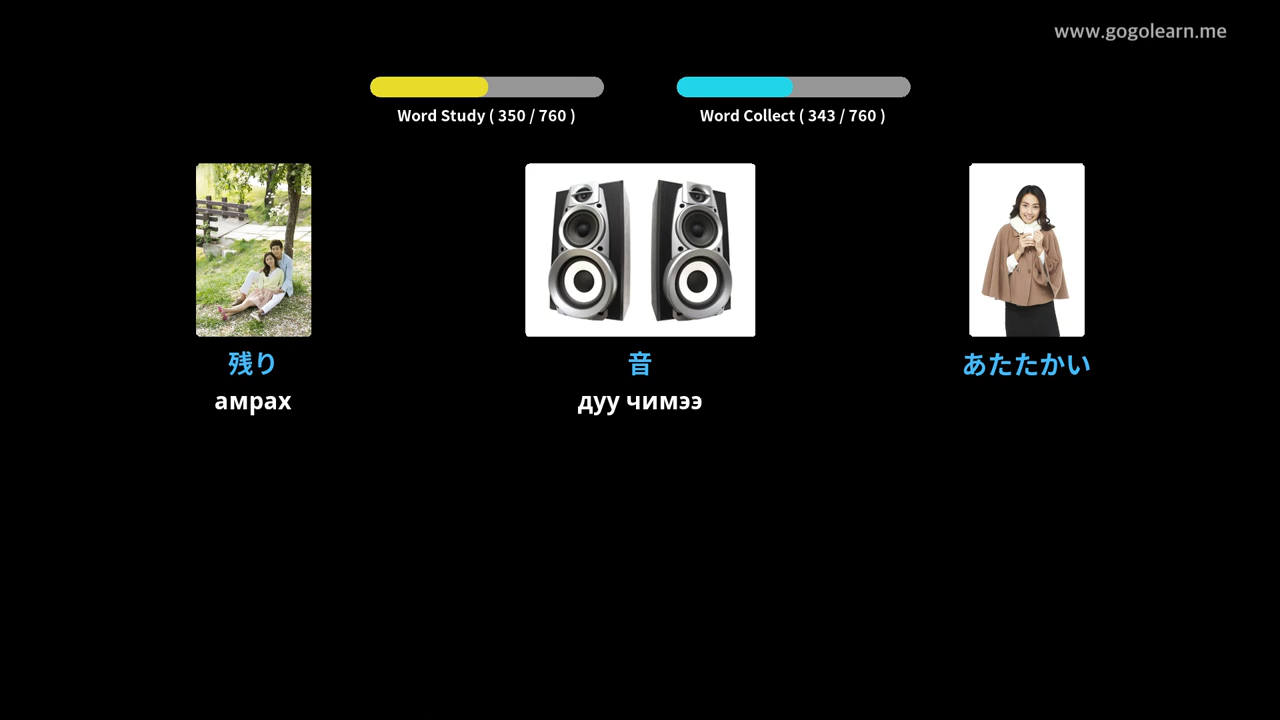 www.gogolearn.me
Word Study ( 350 / 760 )
Word Collect ( 343 / 760 )
残り
音
あたたかい
амрах
дуу чимээ